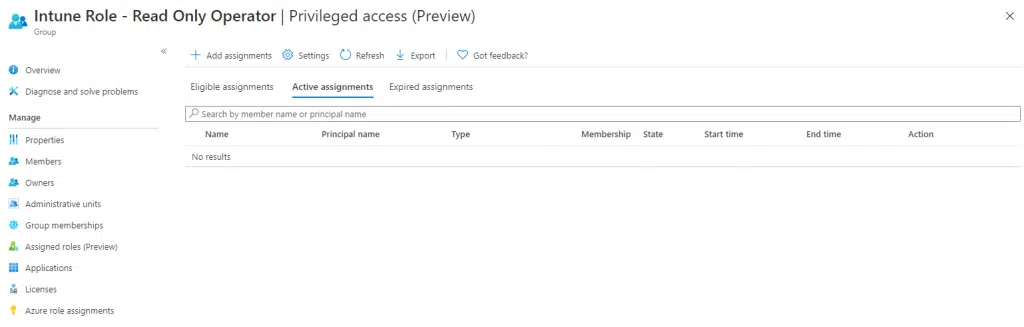 Intune Role - Read Only Operator | Privileged access (Preview)
Group
Overview
Diagnose and solve problems
Manage
Properties
Members
Owners
Administrative units
Group memberships
Assigned roles (Preview)
Applications
Licenses
Azure role assignments
Add assignments Settings Refresh Export Got feedback?
Eligible assignments Active assignments Expired assignments
Search by member name or principal name
Name Principal name Type Membership State Start time End time Action
No results